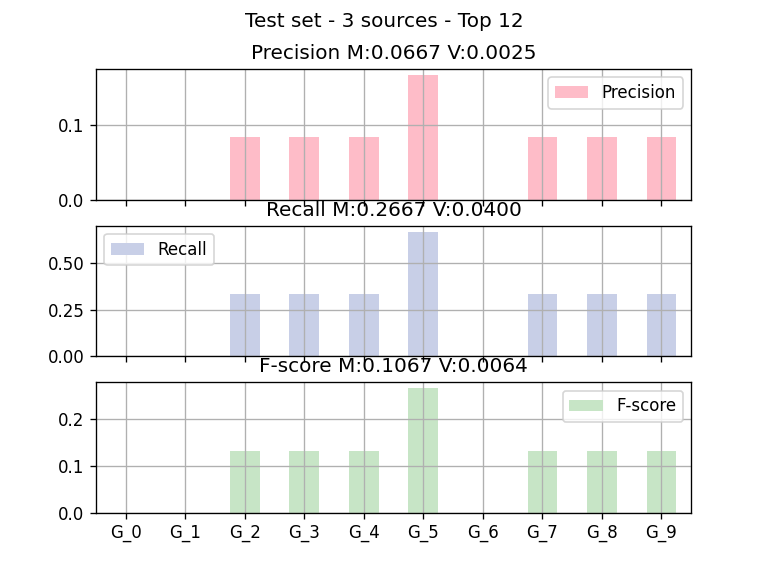 Test set - 3 sources - Top 12
Precision M:0.0667 V:0.0025
Precision
0.1
0.0
Recall M:0.2667 V:0.0400
Recall
0.50
0.25
0.00
F-score M:0.1067 V:0.0064
F-score
0.2
0.1
0.0
G_0 G_1 G_2 G_3 G_4 G_5 G_6 G_7 G_8 G_9